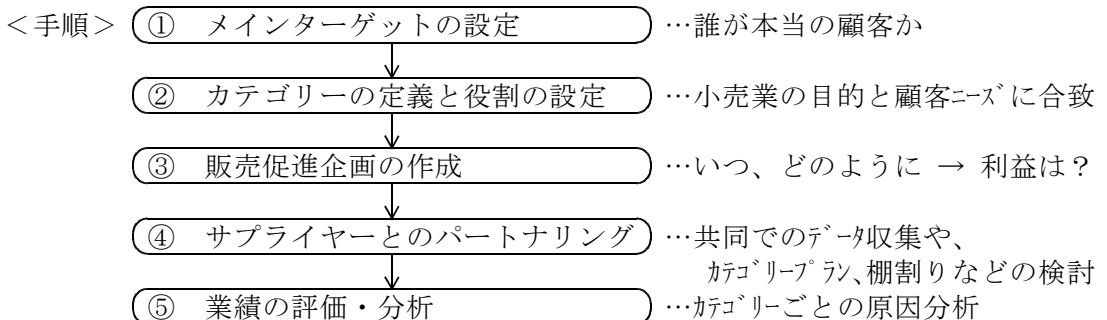 <手順> ① メインターゲットの設定 …誰が本当の顧客か
② カテゴリーの定義と役割の設定 …小売業の目的と顧客ﾆｰｽﾞに合致
③ 販売促進企画の作成 …いつ、どのように → 利益は？
④ サプライヤーとのパートナリング …共同でのﾃﾞｰﾀ収集や、
ｶﾃｺﾞﾘｰﾌﾟﾗﾝ、棚割りなどの検討
⑤ 業績の評価・分析 …ｶﾃｺﾞﾘｰごとの原因分析